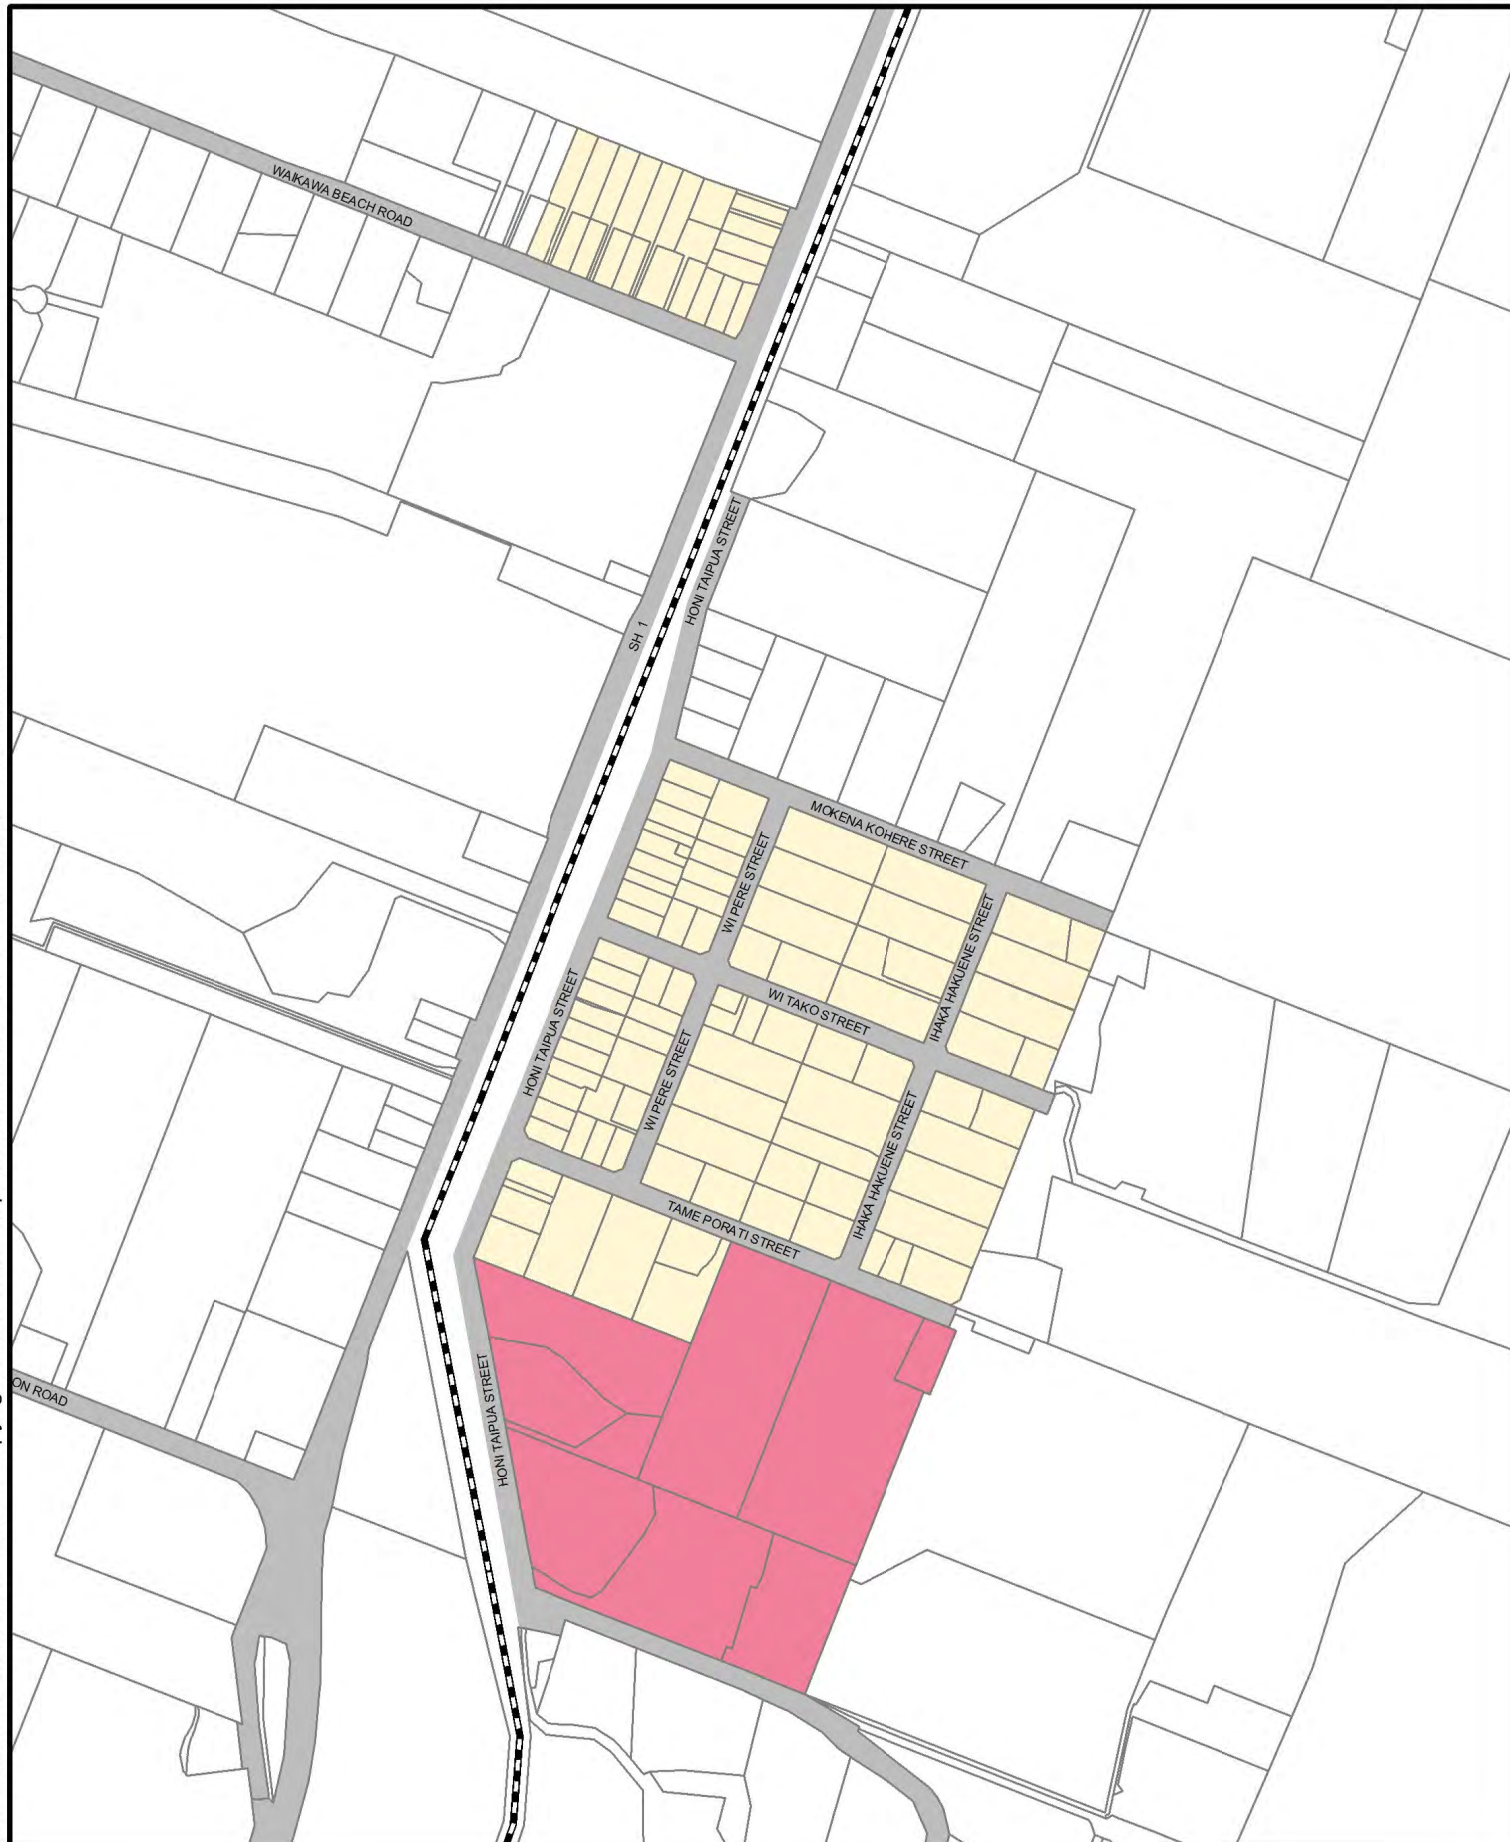 WAIKAWA BEACH ROAD
HONI TAIPUA STREET
SH 1
MOKENA KOHERE STREET
WI PERE STREET
IHAKA HAKUENE STREET
HONI TAIPUA STREET
WI TAKO STREET
WI PERE STREET
IHAKA HAKUENE STREET
TAME PORATI STREET
HONI TAIPUA STREET
ON ROAD